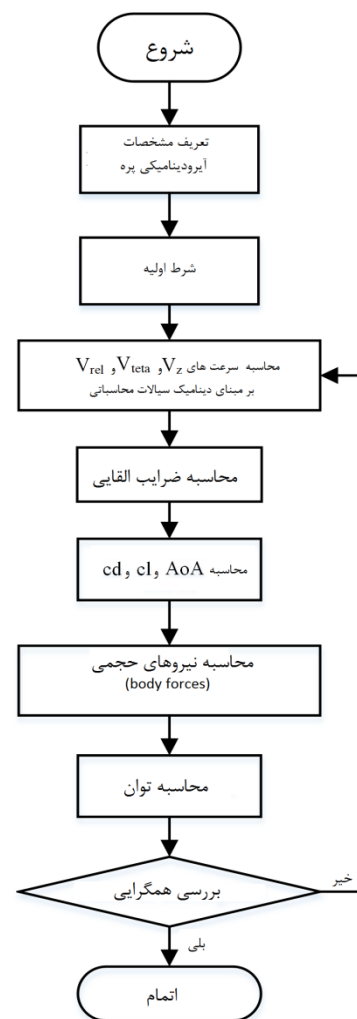 شروع
تعریف مشخصات
آیرودینامیکی پره
شرط اولیه
محاسبه سرعت های Vz و Vteta و Vrel
بر مبنای دینامیک سیالات محاسباتی
محاسبه ضرایب القایی
محاسبه AoA و cl و cd
محاسبه نیروهای حجمی
(body forces)
محاسبه توان
بررسی همگرایی
خیر
بلی
اتمام